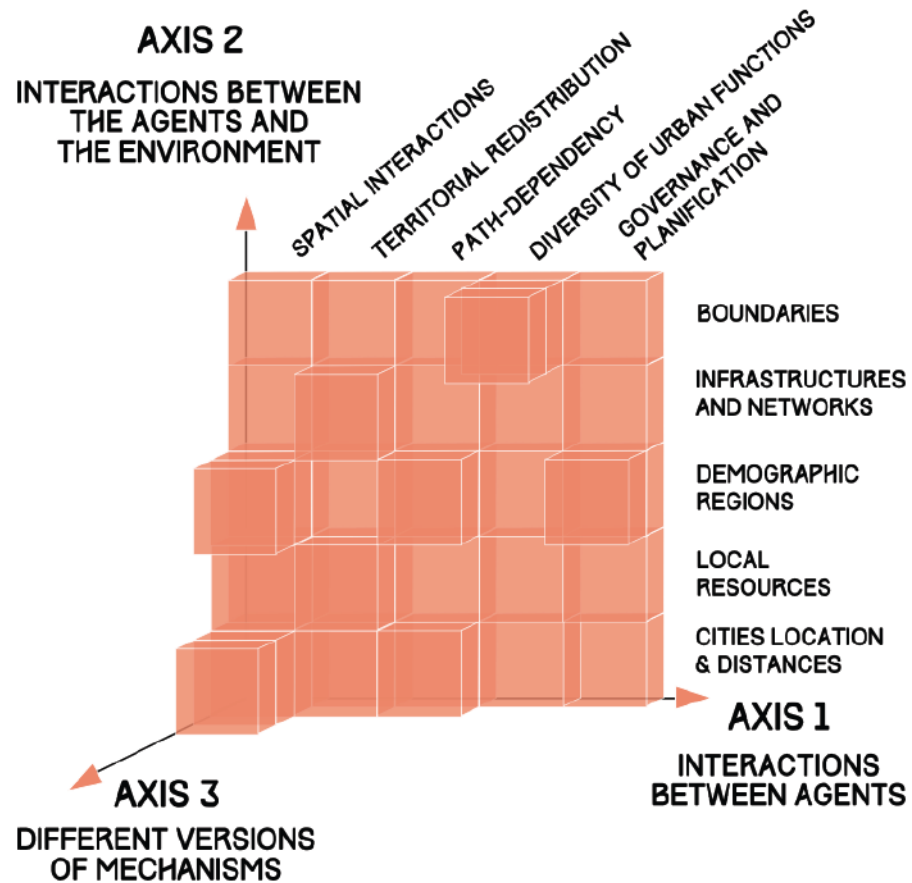 AXIS 2
INTERACTIONS BETWEEN
THE AGENTS AND
THE ENVIRONMENT
SPATIAL INTERACTIONS
TERRITORIAL REDISTRIBUTION
PATH-DEPENDENCY
DIVERSITY OF URBAN FUNCTIONS
GOVERNANCE AND
PLANIFICATION
BOUNDARIES
INFRASTRUCTURES
AND NETWORKS
DEMOGRAPHIC
REGIONS
LOCAL
RESOURCES
CITIES LOCATION
& DISTANCES
AXIS 1
INTERACTIONS
BETWEEN AGENTS
AXIS 3
DIFFERENT VERSIONS
OF MECHANISMS